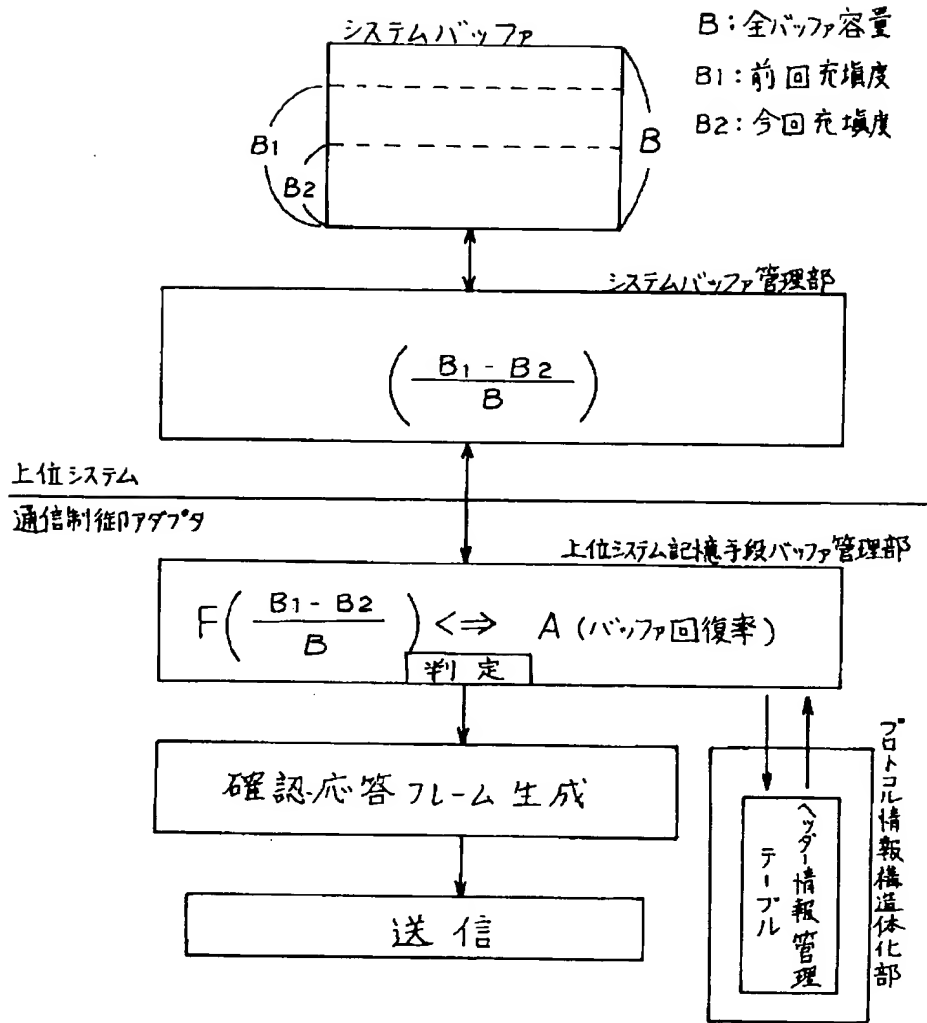 システムバッファ
B:全バッファ容量
B1:前回充填度
B2:今回充填度
B1
B2
B
システムバッファ管理部
( B1 - B2 / B )
上位システム
通信制御アダプタ
上位システム記憶手段バッファ管理部
F( B1 - B2 / B ) <⇒ A (バッファ回復率)
判定
確認応答フレーム生成
送信
プロトコル情報構造体化部
ヘッダー情報管理
テーブル